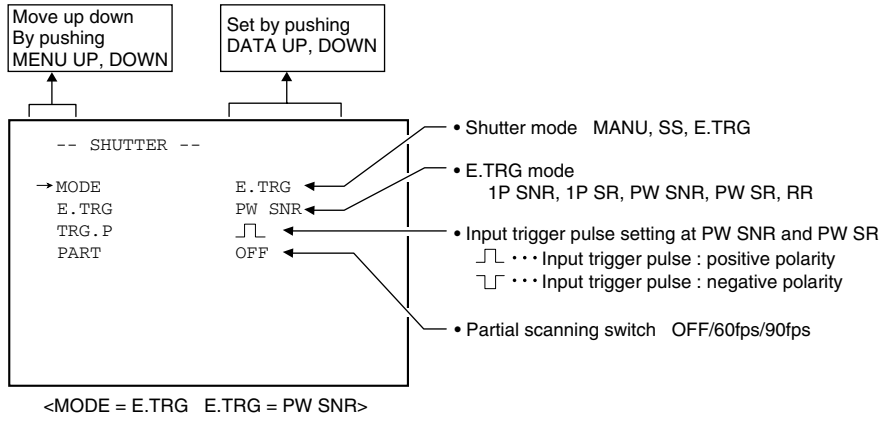 Move up down
By pushing
MENU UP, DOWN
Set by pushing
DATA UP, DOWN
-- SHUTTER --
→MODE E.TRG
E.TRG PW SNR
TRG.P
PART OFF
• Shutter mode MANU, SS, E.TRG
• E.TRG mode
1P SNR, 1P SR, PW SNR, PW SR, RR
• Input trigger pulse setting at PW SNR and PW SR
··· Input trigger pulse : positive polarity
··· Input trigger pulse : negative polarity
• Partial scanning switch OFF/60fps/90fps
<MODE = E.TRG E.TRG = PW SNR>